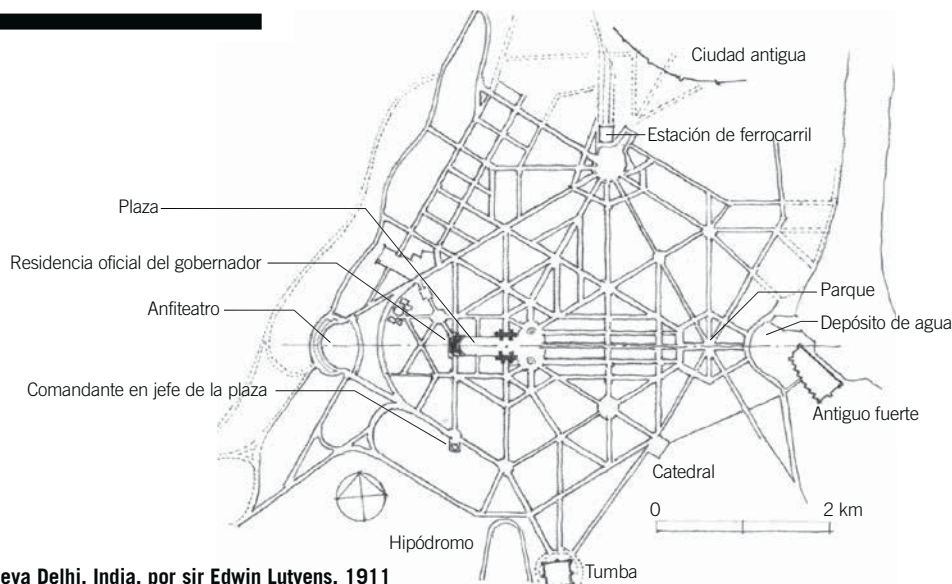 Ciudad antigua
Estación de ferrocarril
Plaza
Residencia oficial del gobernador
Anfiteatro
Parque
Depósito de agua
Comandante en jefe de la plaza
Antiguo fuerte
Catedral
0 2 km
Hipódromo
Tumba
Delhi, India, por sir Edwin Lutyens, 1911